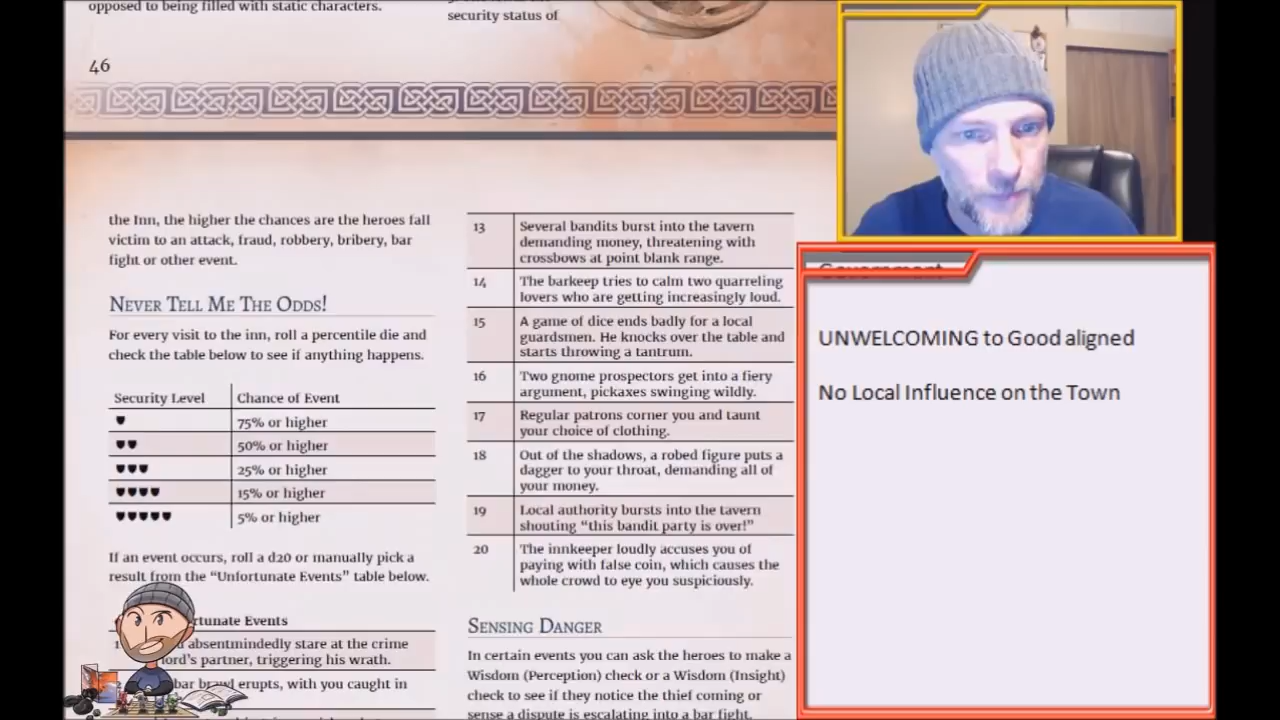 opposed to being filled with static characters.
security status of
46
the Inn, the higher the chances are the heroes fall
victim to an attack, fraud, robbery, bribery, bar
fight or other event.
NEVER TELL ME THE ODDS!
For every visit to the inn, roll a percentile die and
check the table below to see if anything happens.
Security Level Chance of Event
75% or higher
50% or higher
25% or higher
15% or higher
5% or higher
If an event occurs, roll a d20 or manually pick a
result from the “Unfortunate Events” table below.
rtunate Events
absentmindedly stare at the crime
lord's partner, triggering his wrath.
bar brawl erupts, with you caught in
13 Several bandits burst into the tavern
demanding money, threatening with
crossbows at point blank range.
14 The barkeep tries to calm two quarreling
lovers who are getting increasingly loud.
15 A game of dice ends badly for a local
guardsmen. He knocks over the table and
starts throwing a tantrum.
16 Two gnome prospectors get into a fiery
argument, pickaxes swinging wildly.
17 Regular patrons corner you and taunt
your choice of clothing.
18 Out of the shadows, a robed figure puts a
dagger to your throat, demanding all of
your money.
19 Local authority bursts into the tavern
shouting “this bandit party is over!”
20 The innkeeper loudly accuses you of
paying with false coin, which causes the
whole crowd to eye you suspiciously.
SENSING DANGER
In certain events you can ask the heroes to make a
Wisdom (Perception) check or a Wisdom (Insight)
check to see if they notice the thief coming or
sense a dispute is escalating into a bar fight.
Government
UNWELCOMING to Good aligned
No Local Influence on the Town